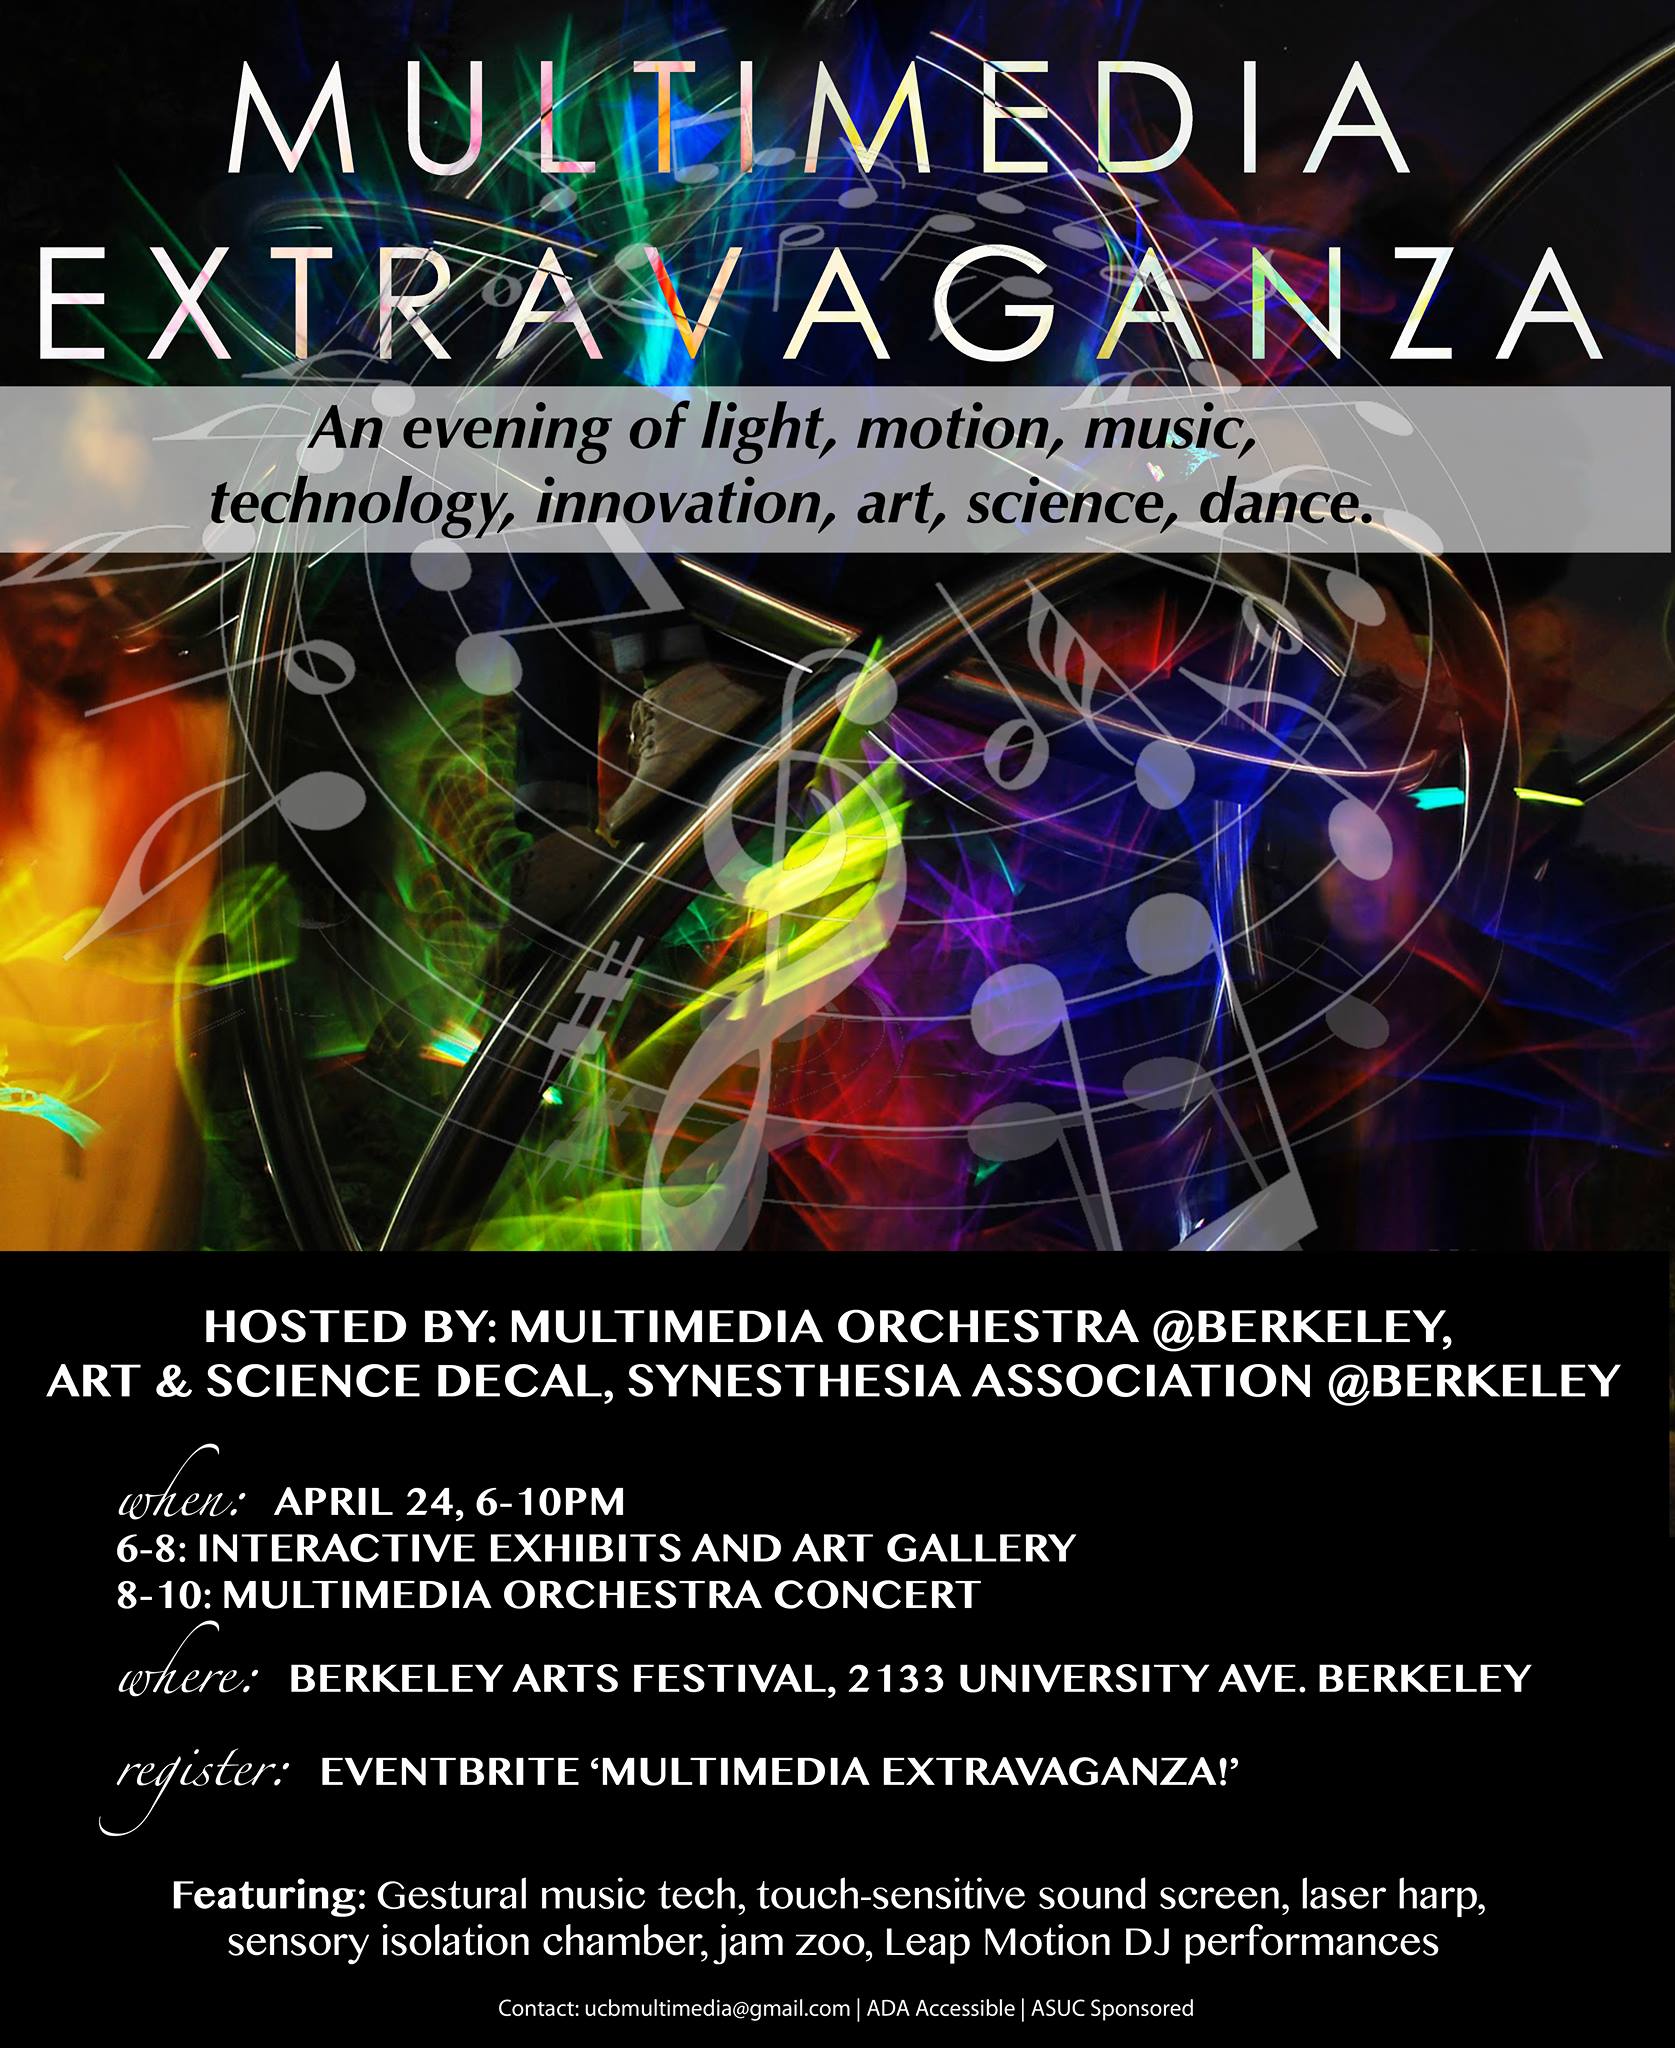 MULTIMEDIA
EXTRAVAGANZA
An evening of light, motion, music,
technology, innovation, art, science, dance.
HOSTED BY: MULTIMEDIA ORCHESTRA @BERKELEY,
ART & SCIENCE DECAL, SYNESTHESIA ASSOCIATION @BERKELEY
when: APRIL 24, 6-10PM
6-8: INTERACTIVE EXHIBITS AND ART GALLERY
8-10: MULTIMEDIA ORCHESTRA CONCERT
where: BERKELEY ARTS FESTIVAL, 2133 UNIVERSITY AVE. BERKELEY
register: EVENTBRITE ‘MULTIMEDIA EXTRAVAGANZA!’
Featuring: Gestural music tech, touch-sensitive sound screen, laser harp,
sensory isolation chamber, jam zoo, Leap Motion DJ performances
Contact: ucbmultimedia@gmail.com | ADA Accessible | ASUC Sponsored